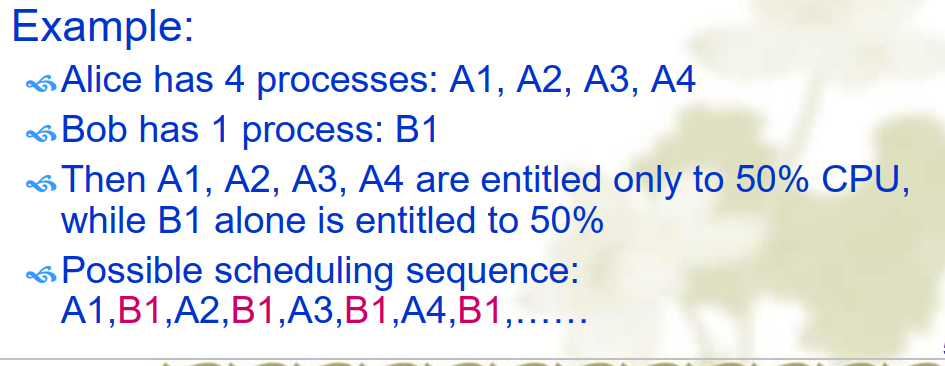 Example:
Alice has 4 processes: A1, A2, A3, A4
Bob has 1 process: B1
Then A1, A2, A3, A4 are entitled only to 50% CPU,
while B1 alone is entitled to 50%
Possible scheduling sequence:
A1,B1,A2,B1,A3,B1,A4,B1,……